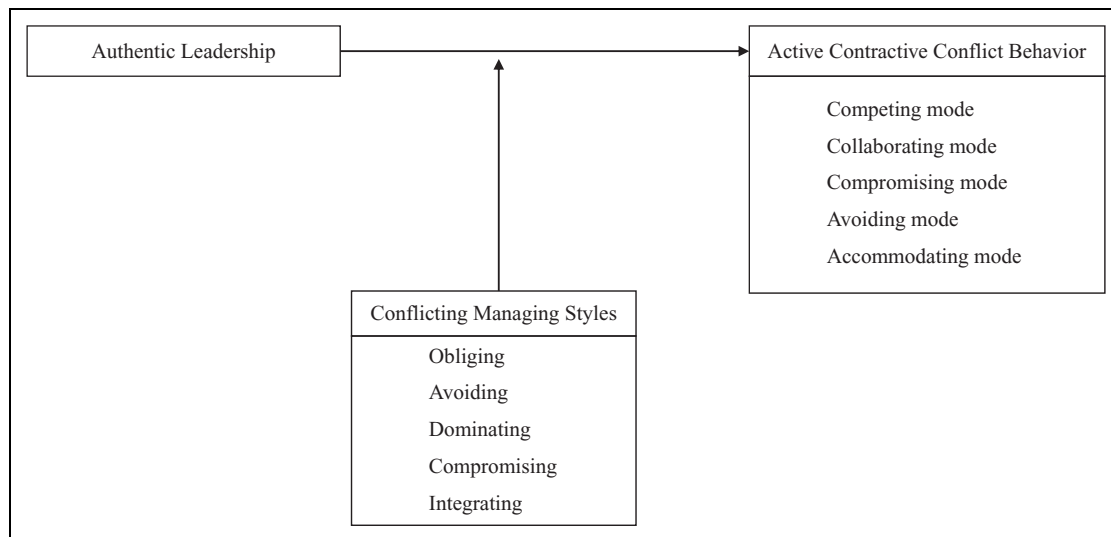 Authentic Leadership
Active Contractive Conflict Behavior
Competing mode
Collaborating mode
Compromising mode
Avoiding mode
Accommodating mode
Conflicting Managing Styles
Obliging
Avoiding
Dominating
Compromising
Integrating